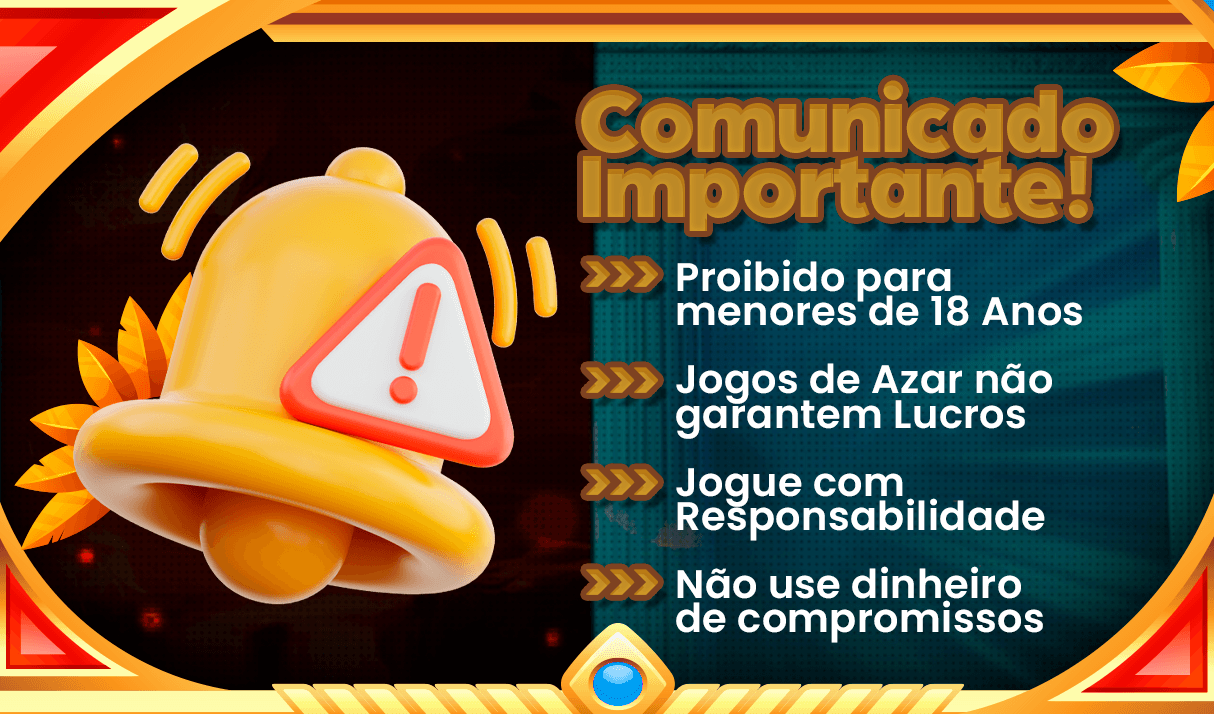 Comunicado
Importante!
Proibido para
menores de 18 Anos
Jogos de Azar não
garantem Lucros
Jogue com
Responsabilidade
Não use dinheiro
de compromissos